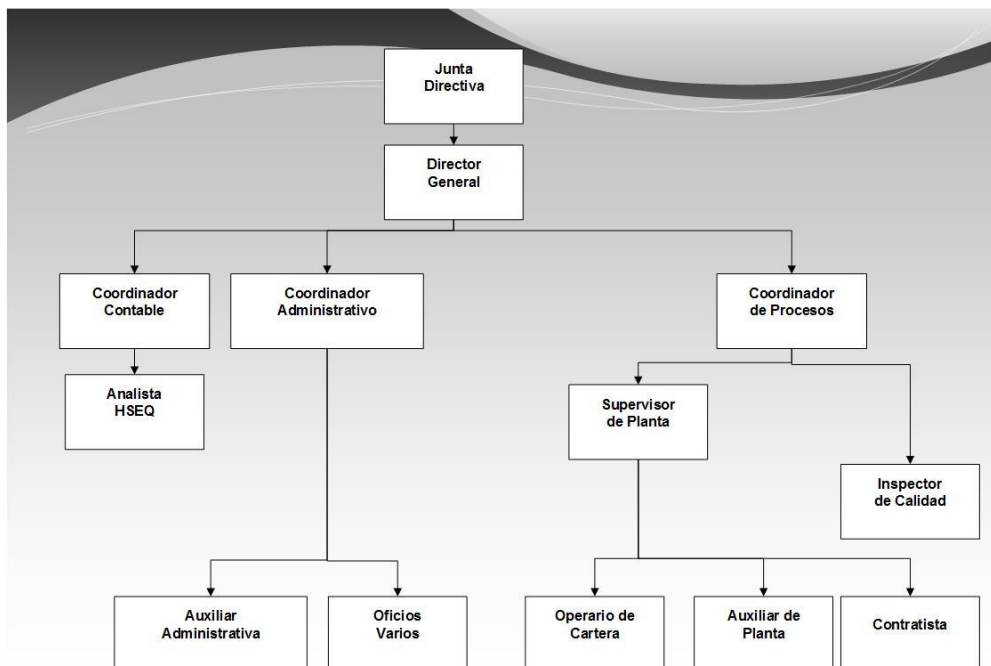 Junta
Directiva
Director
General
Coordinador
Contable
Coordinador
Administrativo
Coordinador
de Procesos
Analista
HSEQ
Supervisor
de Planta
Inspector
de Calidad
Auxiliar
Administrativa
Oficios
Varios
Operario de
Cartera
Auxiliar de
Planta
Contratista